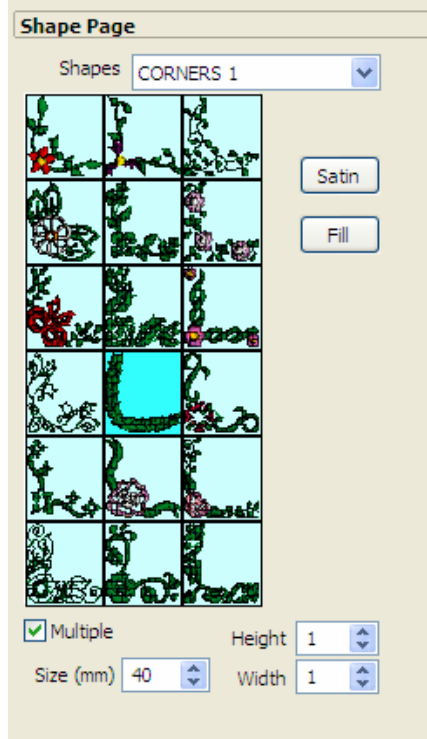 Shape Page
Shapes CORNERS 1
Satin
Fill
Multiple
Height 1
Size (mm) 40
Width 1